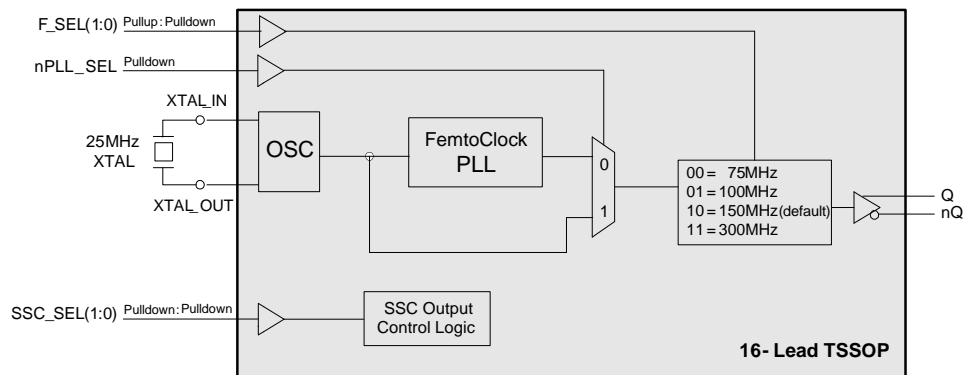 F_SEL(1:0) Pullup: Pulldown
nPLL_SEL Pulldown
XTAL_IN
25MHz
XTAL
XTAL_OUT
OSC
FemtoClock
PLL
0
1
00 = 75MHz
01 = 100MHz
10 = 150MHz(default)
11 = 300MHz
Q
nQ
SSC_SEL(1:0) Pulldown: Pulldown
SSC Output
Control Logic
16- Lead TSSOP